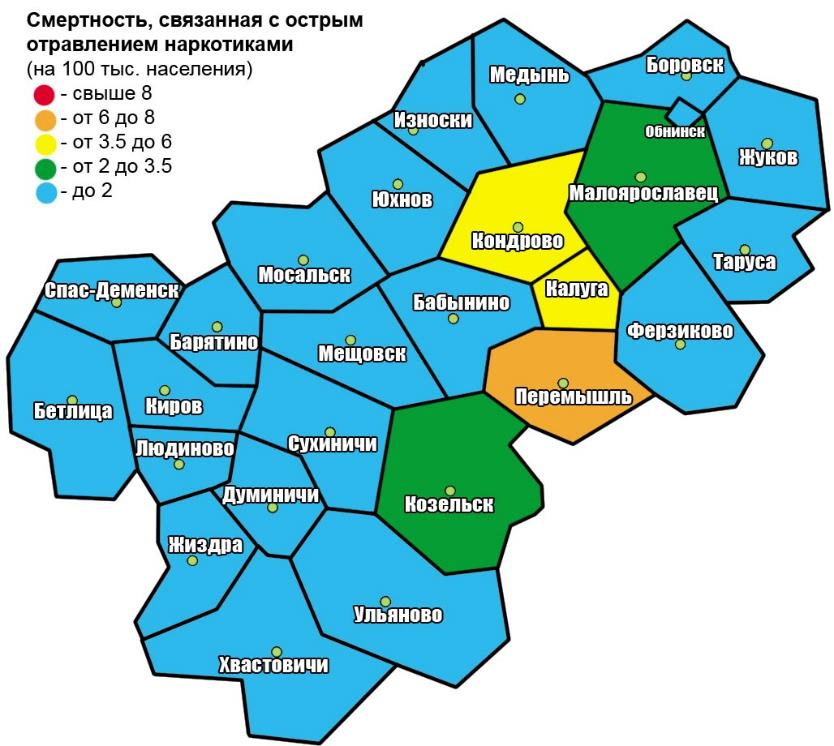 Смертность, связанная с острым
отравлением наркотиками
(на 100 тыс. населения)
- свыше 8
- от 6 до 8
- от 3.5 до 6
- от 2 до 3.5
- до 2
Медынь
Боровск
Износки
Обнинск
Жуков
Юхнов
Малоярославец
Кондрово
Таруса
Мосальск
Спас-Деменск
Калуга
Бабынино
Ферзиково
Барятино
Мещовск
Перемышль
Бетлица
Киров
Людиново
Сухиничи
Думиничи
Козельск
Жиздра
Ульяново
Хвастовичи